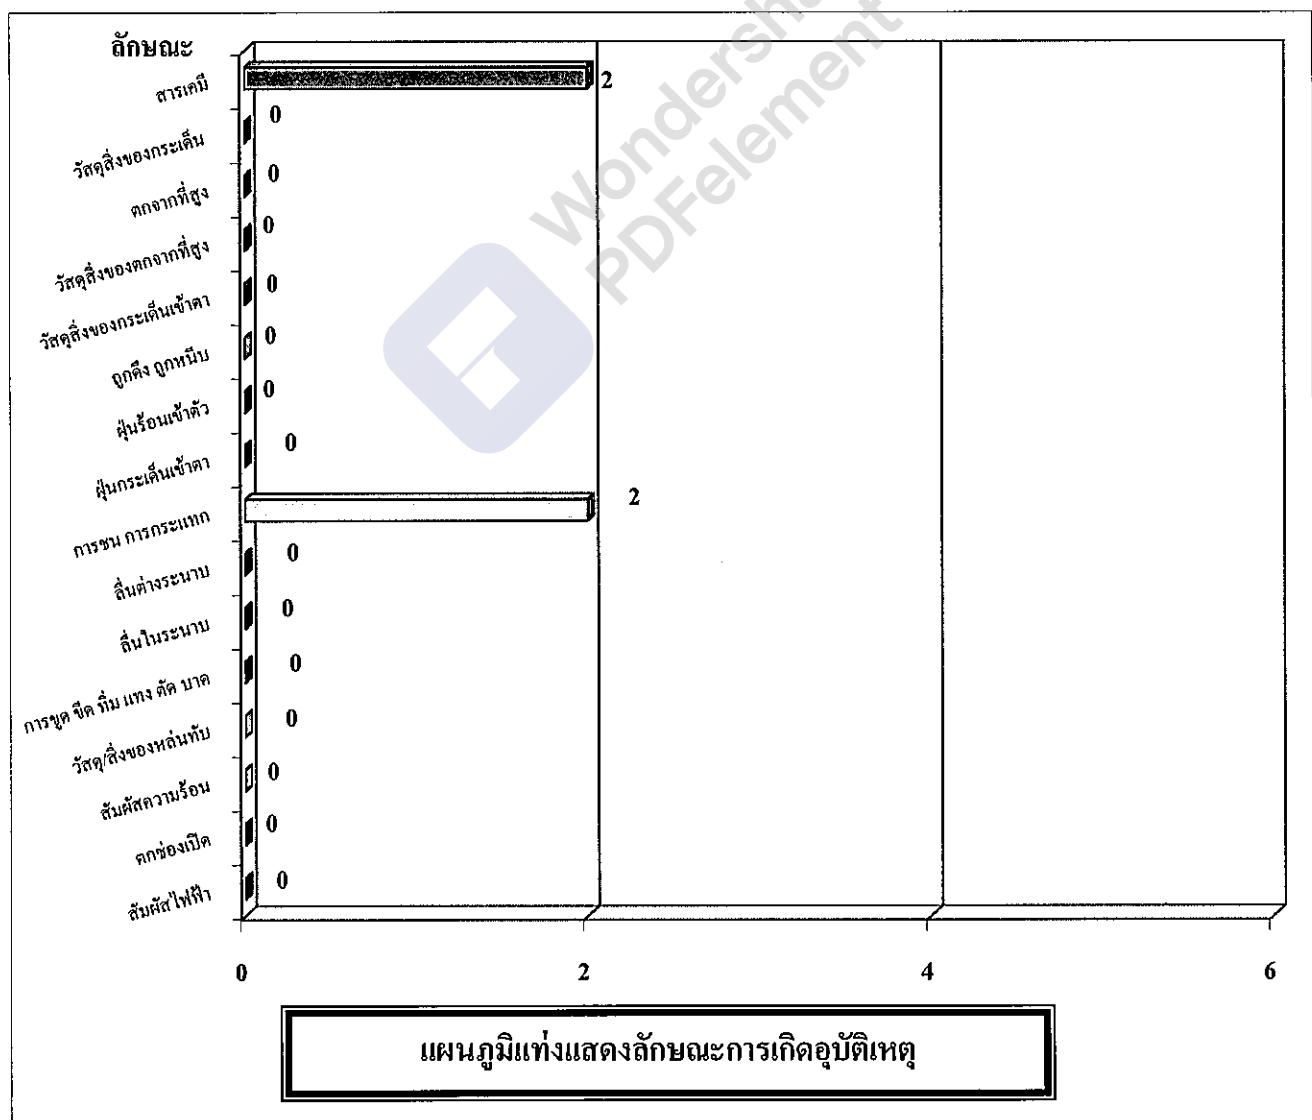 ลักษณะ
สารเคมี 2
วัสดุสิ่งของกระเด็น 0
ตกจากที่สูง 0
วัสดุสิ่งของตกจากที่สูง 0
วัสดุสิ่งของกระเด็นเข้าตา 0
ถูกดึง ถูกหนีบ 0
ฝุ่นร้อนเข้าตัว 0
ฝุ่นกระเด็นเข้าตา 0
การชน การกระแทก 2
ลื่นต่างระนาบ 0
ลื่นในระนาบ 0
การขูด ขีด ทิ่ม แทง ตัด บาด 0
วัสดุ/สิ่งของหล่นทับ 0
สัมผัสความร้อน 0
ตกช่องเปิด 0
สัมผัสไฟฟ้า 0
0 2 4 6
แผนภูมิแท่งแสดงลักษณะการเกิดอุบัติเหตุ
PDFelement